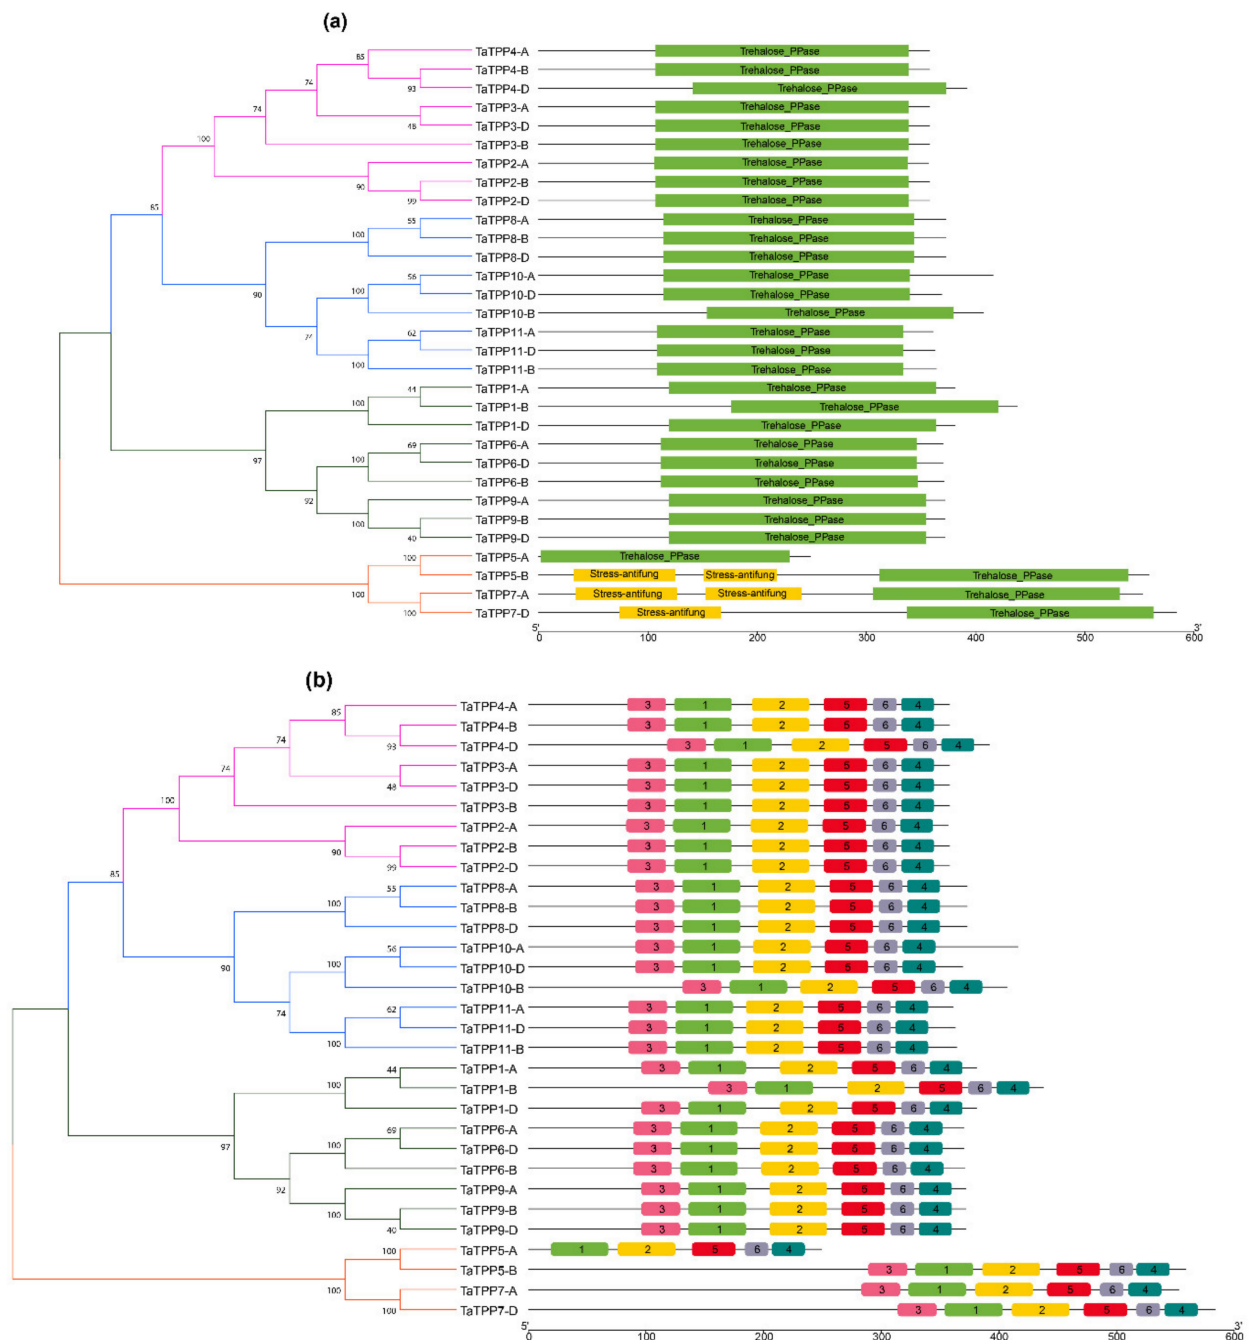 (a)
85
TaTPP4-A Trehalose_PPase
74
TaTPP4-B Trehalose_PPase
93
TaTPP4-D Trehalose_PPase
74
TaTPP3-A Trehalose_PPase
48
TaTPP3-D Trehalose_PPase
100
TaTPP3-B Trehalose_PPase
TaTPP2-A Trehalose_PPase
90
TaTPP2-B Trehalose_PPase
99
TaTPP2-D Trehalose_PPase
85
55
TaTPP8-A Trehalose_PPase
100
TaTPP8-B Trehalose_PPase
TaTPP8-D Trehalose_PPase
56
TaTPP10-A Trehalose_PPase
90
100
TaTPP10-D Trehalose_PPase
TaTPP10-B Trehalose_PPase
74
62
TaTPP11-A Trehalose_PPase
TaTPP11-D Trehalose_PPase
100
TaTPP11-B Trehalose_PPase
44
TaTPP1-A Trehalose_PPase
100
TaTPP1-B Trehalose_PPase
TaTPP1-D Trehalose_PPase
69
TaTPP6-A Trehalose_PPase
97
100
TaTPP6-D Trehalose_PPase
TaTPP6-B Trehalose_PPase
92
TaTPP9-A Trehalose_PPase
100
TaTPP9-B Trehalose_PPase
40
TaTPP9-D Trehalose_PPase
100
TaTPP5-A Trehalose_PPase
TaTPP5-B Stress-antifung Stress-antifung Trehalose_PPase
100
TaTPP7-A Stress-antifung Stress-antifung Trehalose_PPase
100
TaTPP7-D Stress-antifung Trehalose_PPase
5' 3'
0 100 200 300 400 500 600
(b)
85
TaTPP4-A 3 1 2 5 6 4
74
TaTPP4-B 3 1 2 5 6 4
93
TaTPP4-D 3 1 2 5 6 4
74
TaTPP3-A 3 1 2 5 6 4
48
TaTPP3-D 3 1 2 5 6 4
100
TaTPP3-B 3 1 2 5 6 4
TaTPP2-A 3 1 2 5 6 4
90
TaTPP2-B 3 1 2 5 6 4
99
TaTPP2-D 3 1 2 5 6 4
85
55
TaTPP8-A 3 1 2 5 6 4
100
TaTPP8-B 3 1 2 5 6 4
TaTPP8-D 3 1 2 5 6 4
56
TaTPP10-A 3 1 2 5 6 4
90
100
TaTPP10-D 3 1 2 5 6 4
TaTPP10-B 3 1 2 5 6 4
74
62
TaTPP11-A 3 1 2 5 6 4
TaTPP11-D 3 1 2 5 6 4
100
TaTPP11-B 3 1 2 5 6 4
44
TaTPP1-A 3 1 2 5 6 4
100
TaTPP1-B 3 1 2 5 6 4
TaTPP1-D 3 1 2 5 6 4
69
TaTPP6-A 3 1 2 5 6 4
97
100
TaTPP6-D 3 1 2 5 6 4
TaTPP6-B 3 1 2 5 6 4
92
TaTPP9-A 3 1 2 5 6 4
100
TaTPP9-B 3 1 2 5 6 4
40
TaTPP9-D 3 1 2 5 6 4
100
TaTPP5-A 1 2 5 6 4
TaTPP5-B 3 1 2 5 6 4
100
TaTPP7-A 3 1 2 5 6 4
100
TaTPP7-D 3 1 2 5 6 4
5' 3'
0 100 200 300 400 500 600